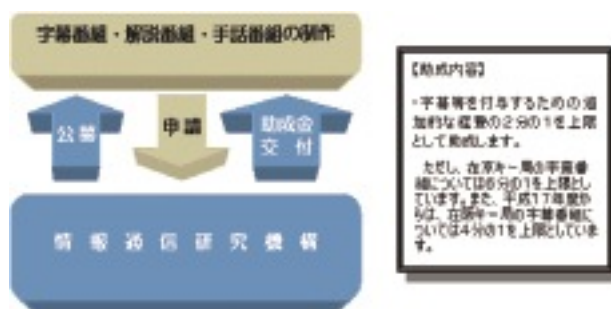 字幕番組・解説番組・手話番組の制作
公募
申請
助成金
交付
情報通信研究機構
【助成内容】
・字幕等を付与するための追
加的な経費の2分の1を上限
として助成します。
ただし、在京キー局の字幕番
組については6分の1を上限とし
ています。また、平成17年度か
らは、在阪キー局の字幕番組に
ついては4分の1を上限としていま
す。